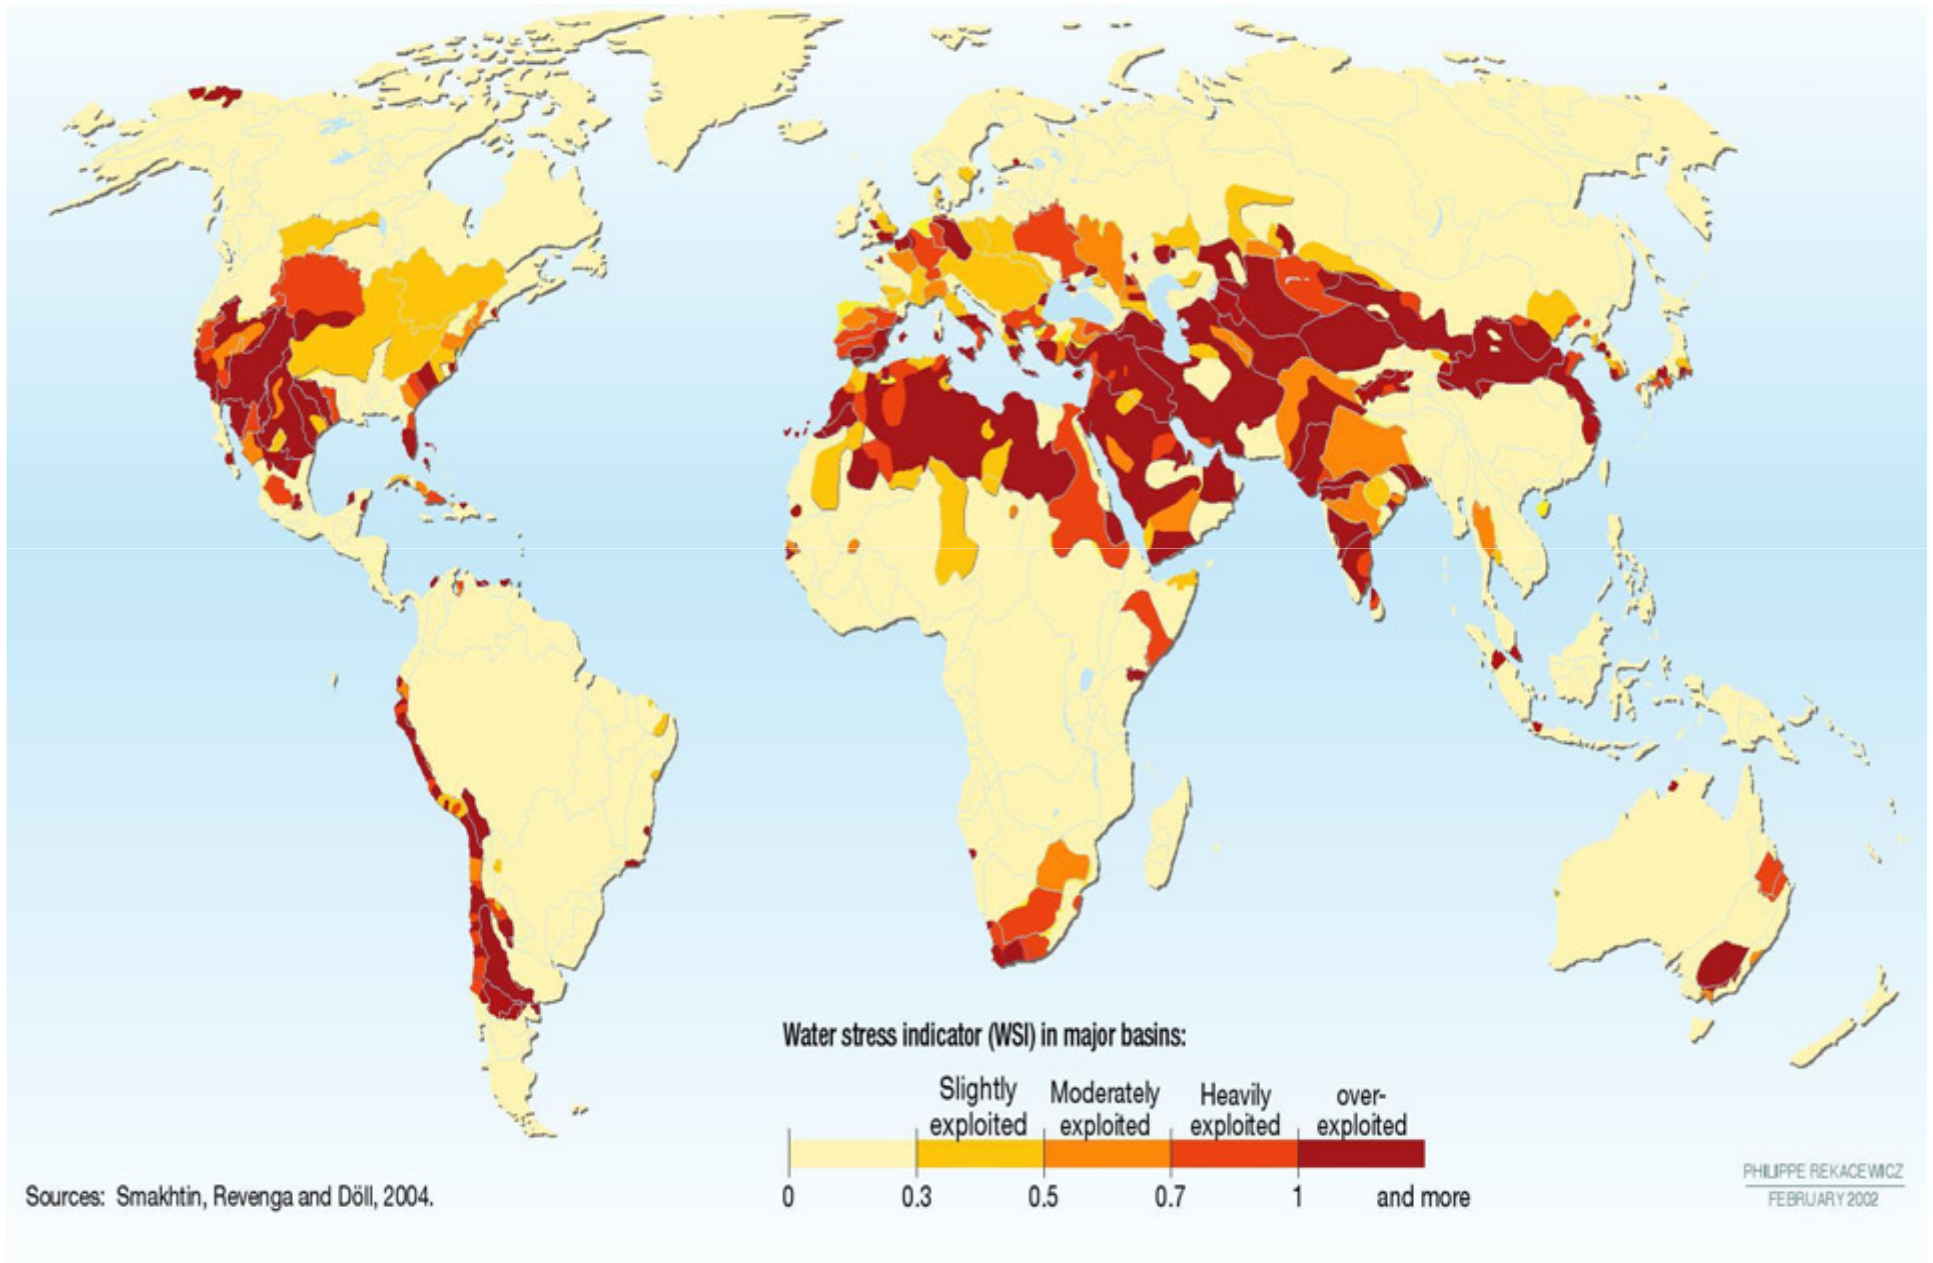 Water stress indicator (WSI) in major basins:
Slightly exploited
Moderately exploited
Heavily exploited
over-exploited
0 0.3 0.5 0.7 1 and more
Sources: Smakhtin, Revenga and Döll, 2004.
PHILIPPE REKACEWICZ
FEBRUARY 2002